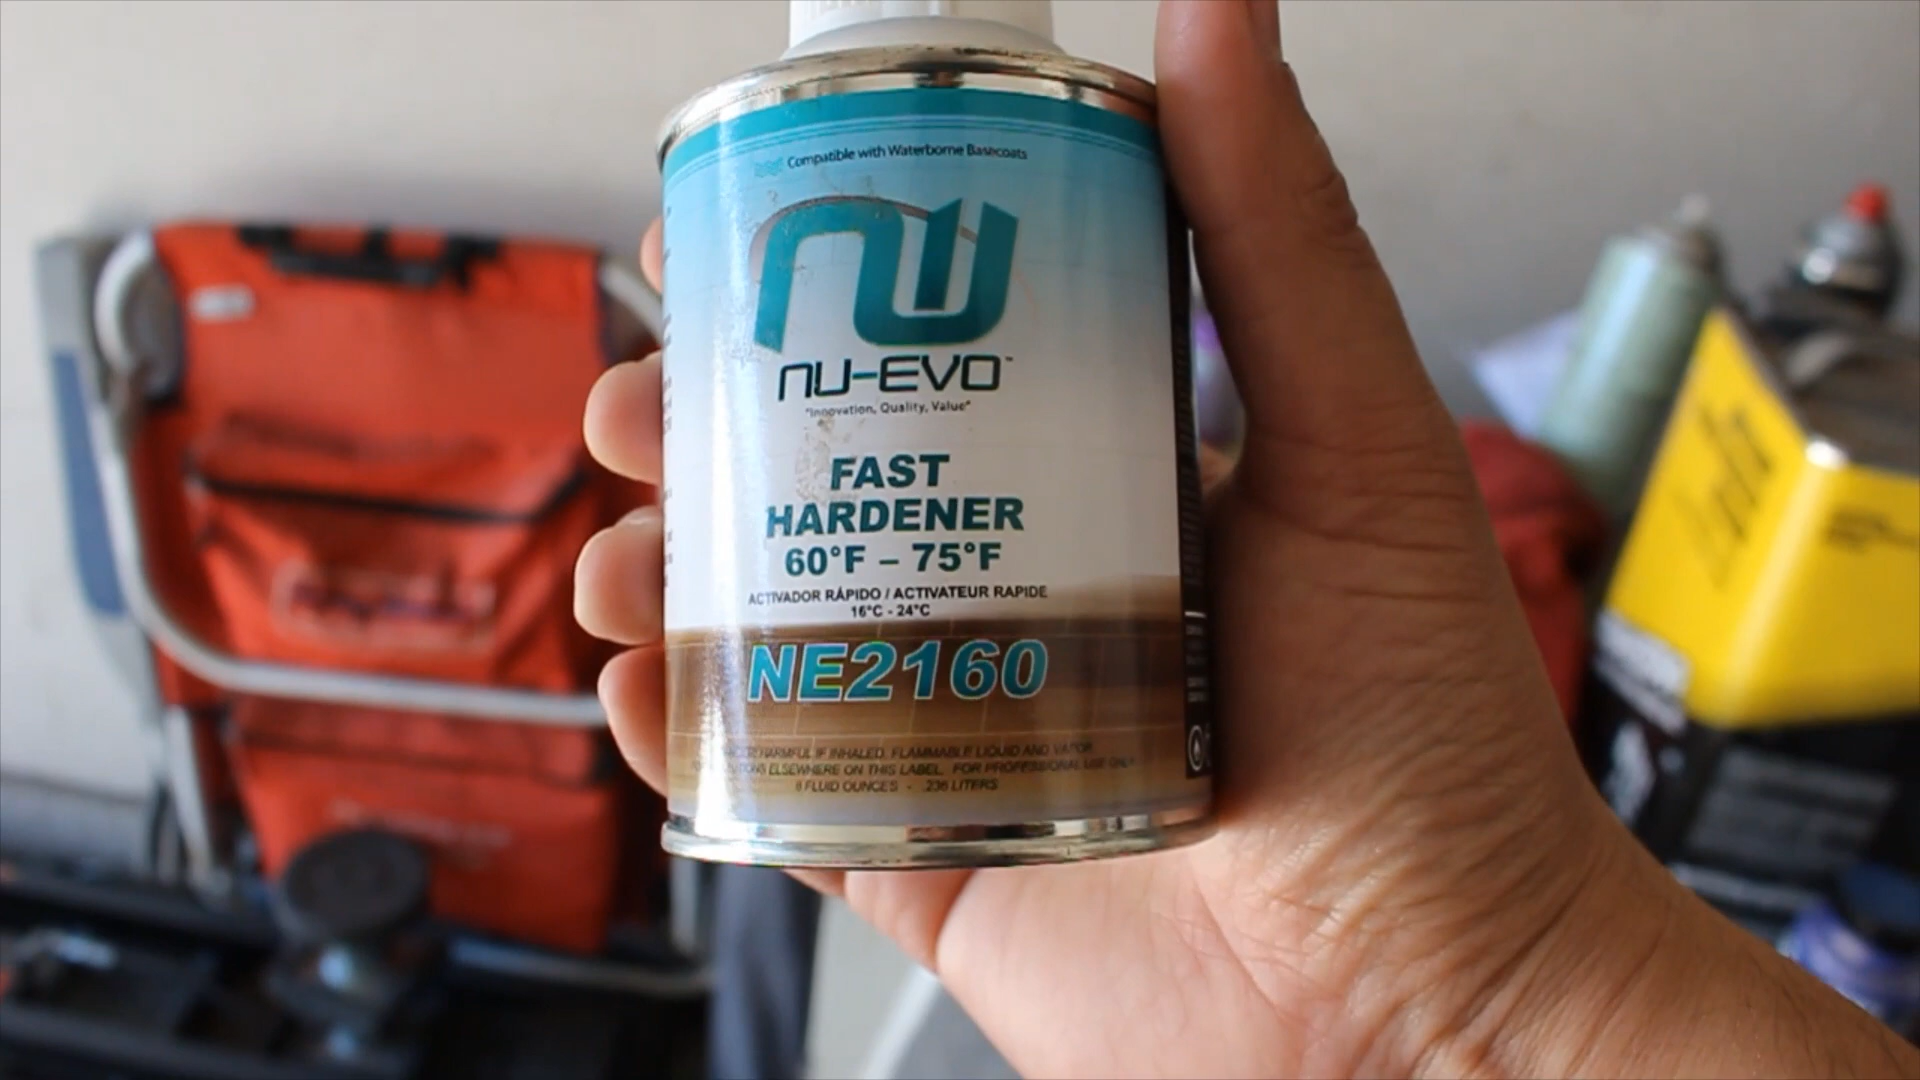 Compatible with Waterborne Basecoats
NU-EVO™
"Innovation, Quality, Value"
FAST
HARDENER
60°F – 75°F
ACTIVADOR RÁPIDO / ACTIVATEUR RAPIDE
16°C - 24°C
NE2160
HARMFUL IF INHALED. FLAMMABLE LIQUID AND VAPOR.
ELSEWHERE ON THIS LABEL. FOR PROFESSIONAL USE ONLY
8 FLUID OUNCES - .236 LITERS